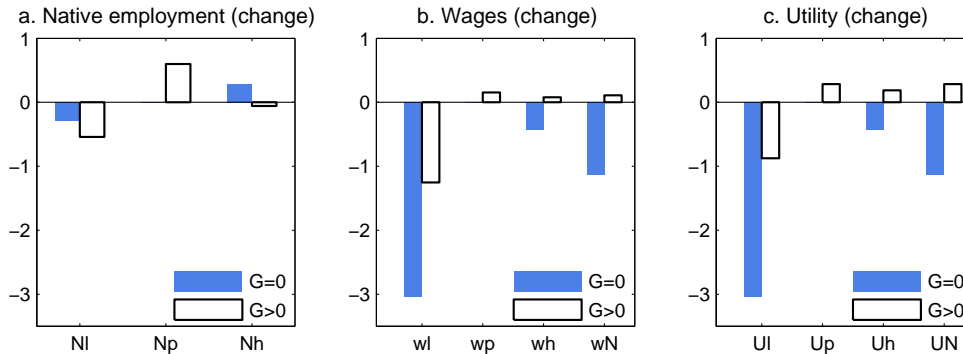 a. Native employment (change)
1
0
−1
−2
−3
Nl
Np
Nh
G=0
G>0
b. Wages (change)
1
0
−1
−2
−3
wl
wp
wh
wN
G=0
G>0
c. Utility (change)
1
0
−1
−2
−3
Ul
Up
Uh
UN
G=0
G>0